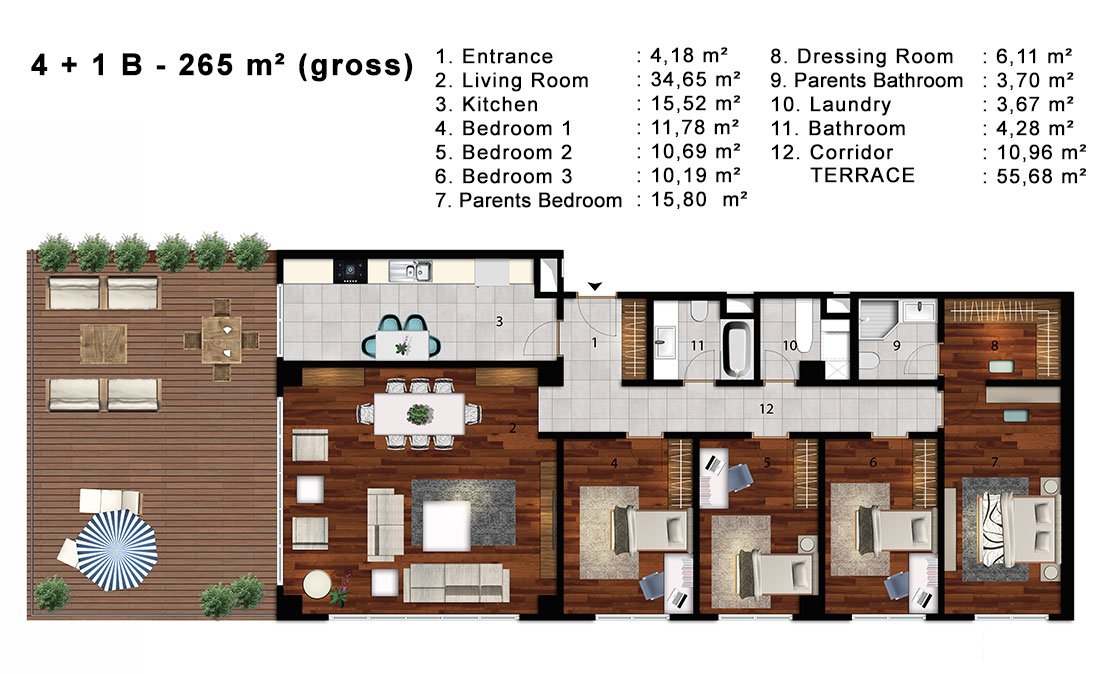 4 + 1 B - 265 m² (gross)
1. Entrance : 4,18 m²
2. Living Room : 34,65 m²
3. Kitchen : 15,52 m²
4. Bedroom 1 : 11,78 m²
5. Bedroom 2 : 10,69 m²
6. Bedroom 3 : 10,19 m²
7. Parents Bedroom : 15,80 m²
8. Dressing Room : 6,11 m²
9. Parents Bathroom : 3,70 m²
10. Laundry : 3,67 m²
11. Bathroom : 4,28 m²
12. Corridor : 10,96 m²
TERRACE : 55,68 m²
3
1
11
10
9
8
12
2
4
5
6
7